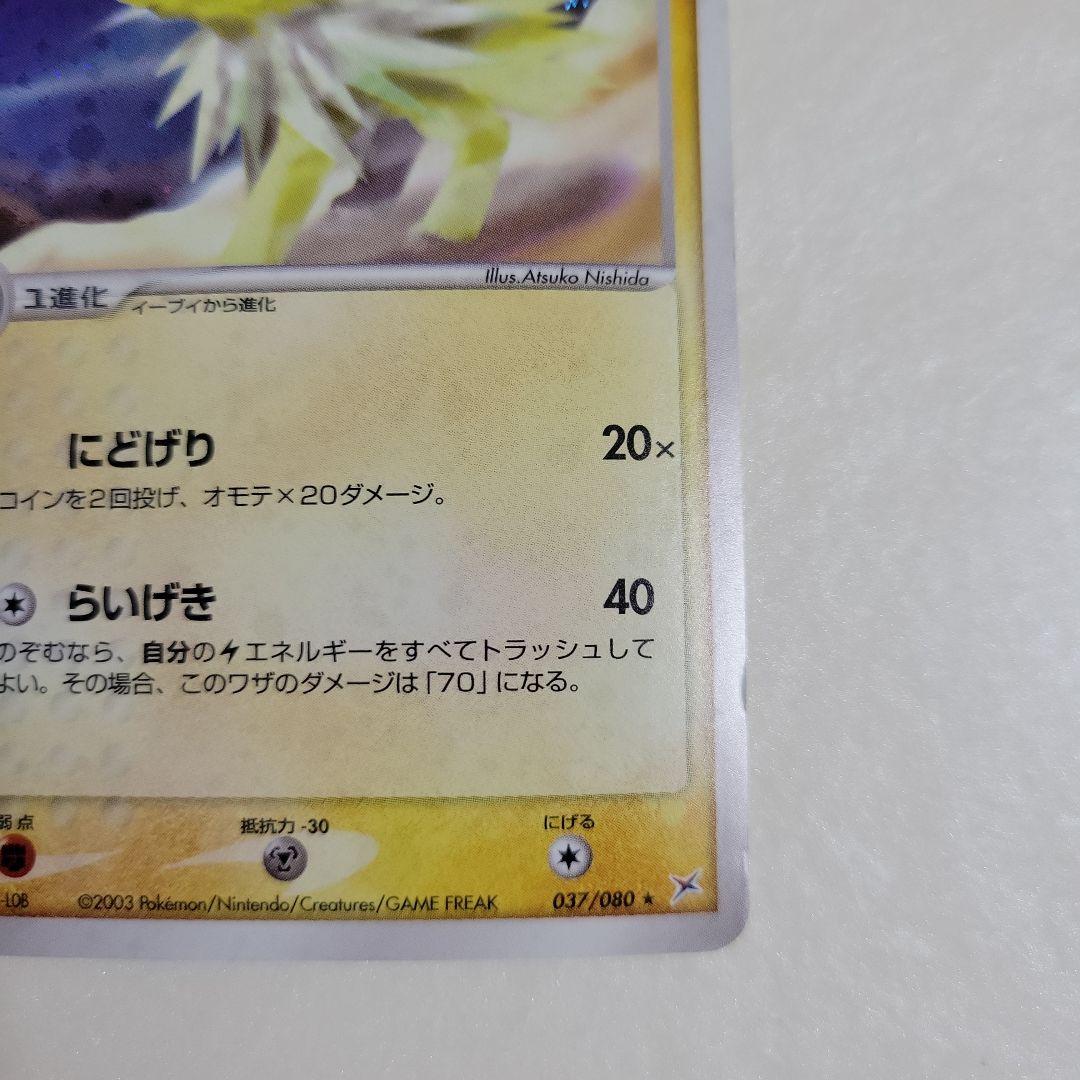 Illus.Atsuko Nishida
1進化 イーブイから進化
にどげり 20×
コインを2回投げ、オモテ×20ダメージ。
らいげき 40
のぞむなら、自分のエネルギーをすべてトラッシュして
よい。その場合、このワザのダメージは「70」になる。
弱点 抵抗力 -30 にげる
-LOB ©2003 Pokémon/Nintendo/Creatures/GAME FREAK 037/080 ★